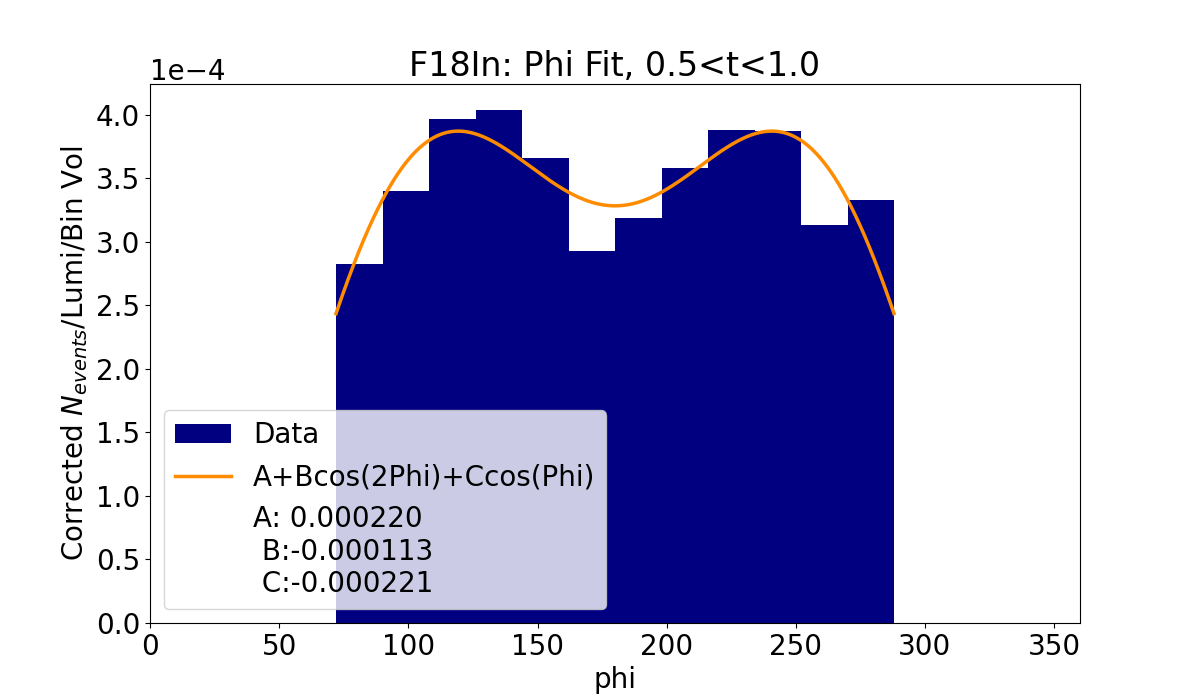 F18In: Phi Fit, 0.5<t<1.0
1e−4
4.0
3.5
3.0
2.5
2.0
1.5
1.0
0.5
0.0
Corrected N_{events}/Lumi/Bin Vol
Data
A+Bcos(2Phi)+Ccos(Phi)
A: 0.000220
B:-0.000113
C:-0.000221
0 50 100 150 200 250 300 350
phi